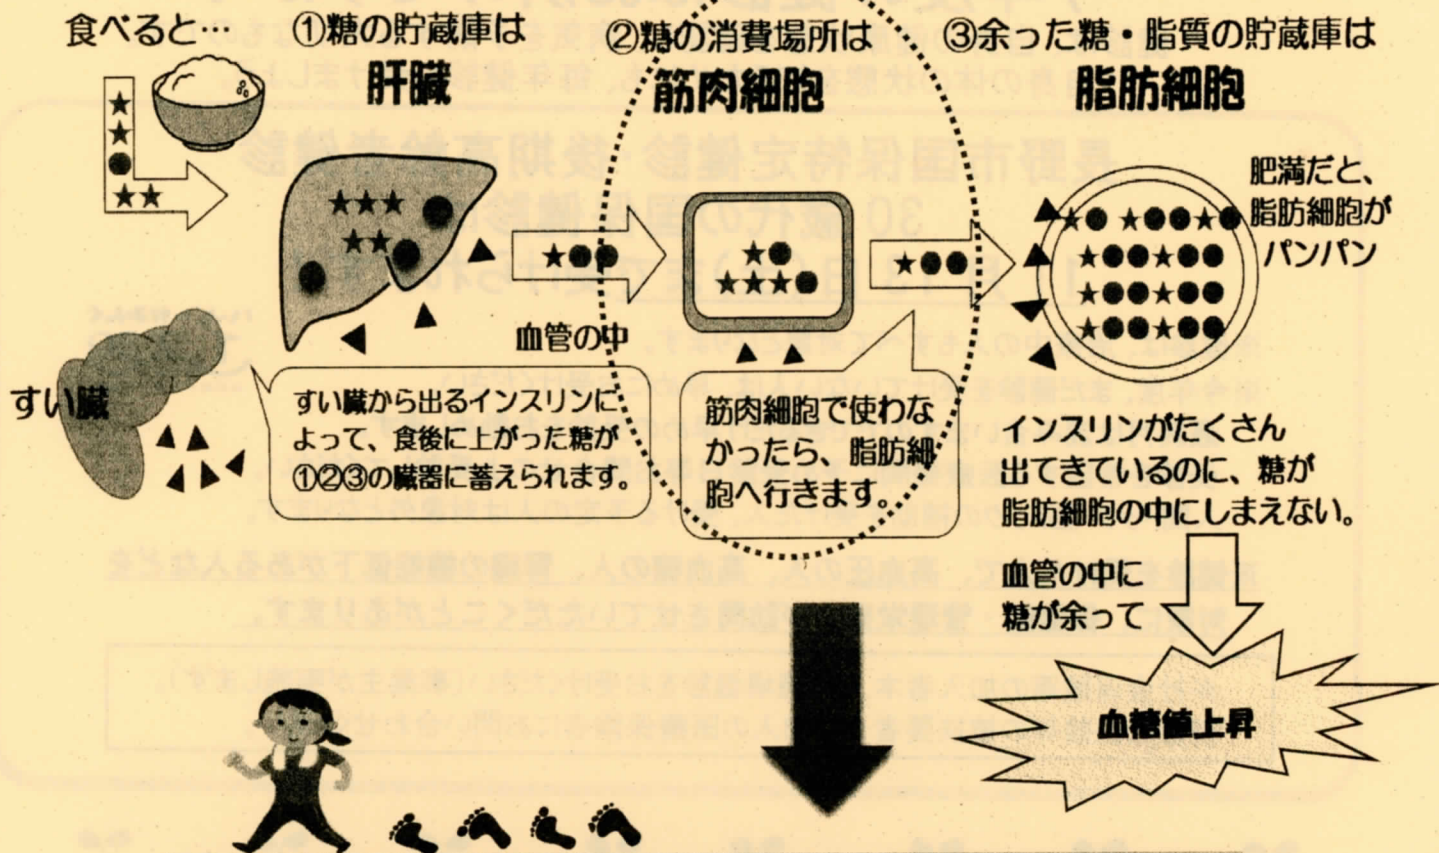 食べると…
①糖の貯蔵庫は
肝臓
②糖の消費場所は
筋肉細胞
③余った糖・脂質の貯蔵庫は
脂肪細胞
肥満だと、
脂肪細胞が
パンパン
血管の中
すい臓
すい臓から出るインスリンに
よって、食後に上がった糖が
①②③の臓器に蓄えられます。
筋肉細胞で使わな
かったら、脂肪細
胞へ行きます。
インスリンがたくさん
出てきているのに、糖が
脂肪細胞の中にしまえない。
血管の中に
糖が余って
血糖値上昇